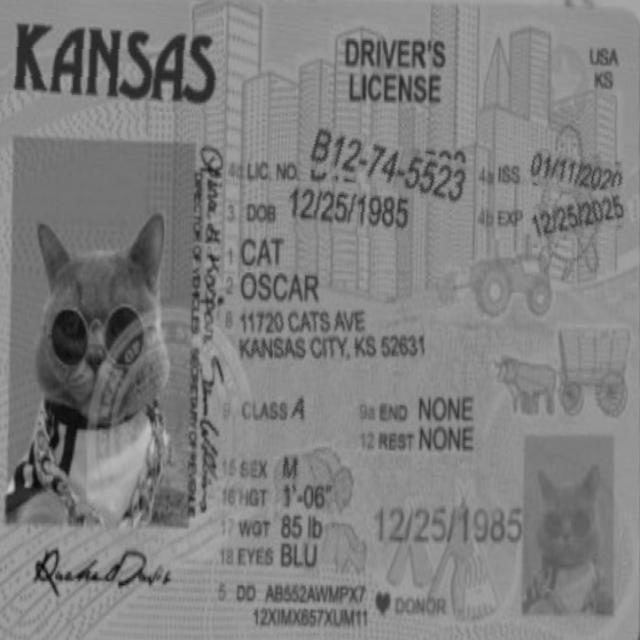 KANSAS
DRIVER'S LICENSE
USA
KS
4d LIC. NO. B12-74-5523
4a ISS 01/11/2020
3 DOB 12/25/1985
4b EXP 12/25/2025
1 CAT
2 OSCAR
8 11720 CATS AVE
KANSAS CITY, KS 52631
9 CLASS A
9a END NONE
12 REST NONE
15 SEX M
16 HGT 1'-06"
17 WGT 85 lb
12/25/1985
18 EYES BLU
5 DD AB552AWMPX7
12XIMX657XUM11
DONOR
DIRECTOR OF VEHICLES
SECRETARY OF REVENUE